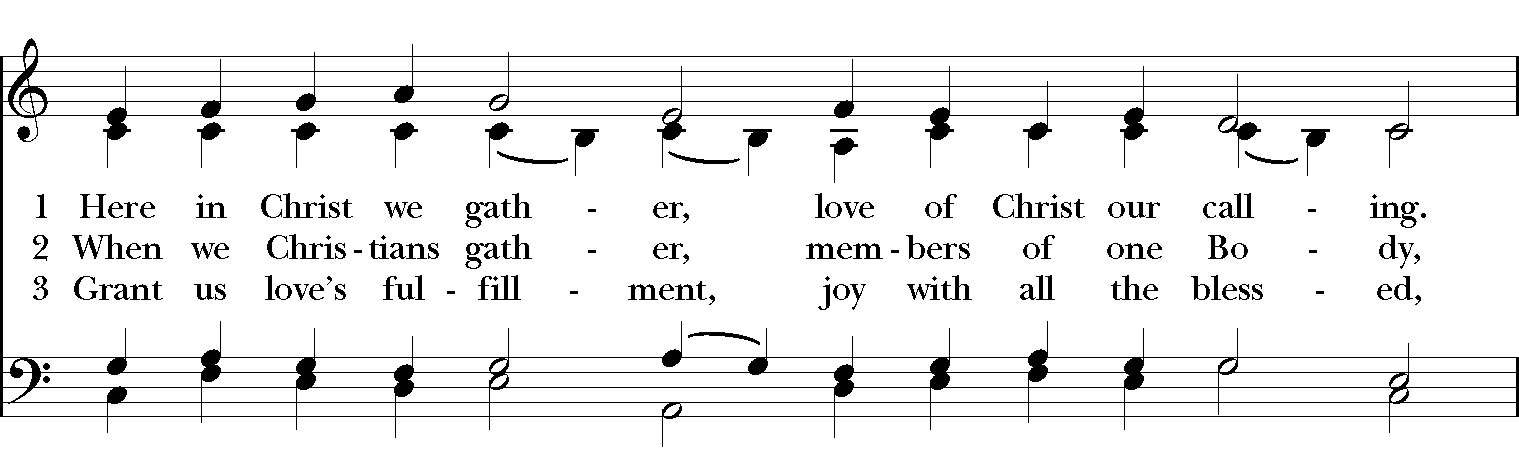 1 Here in Christ we gath - er, love of Christ our call - ing.
2 When we Chris - tians gath - er, mem - bers of one Bo - dy,
3 Grant us love’s ful - fill - ment, joy with all the bless - ed,